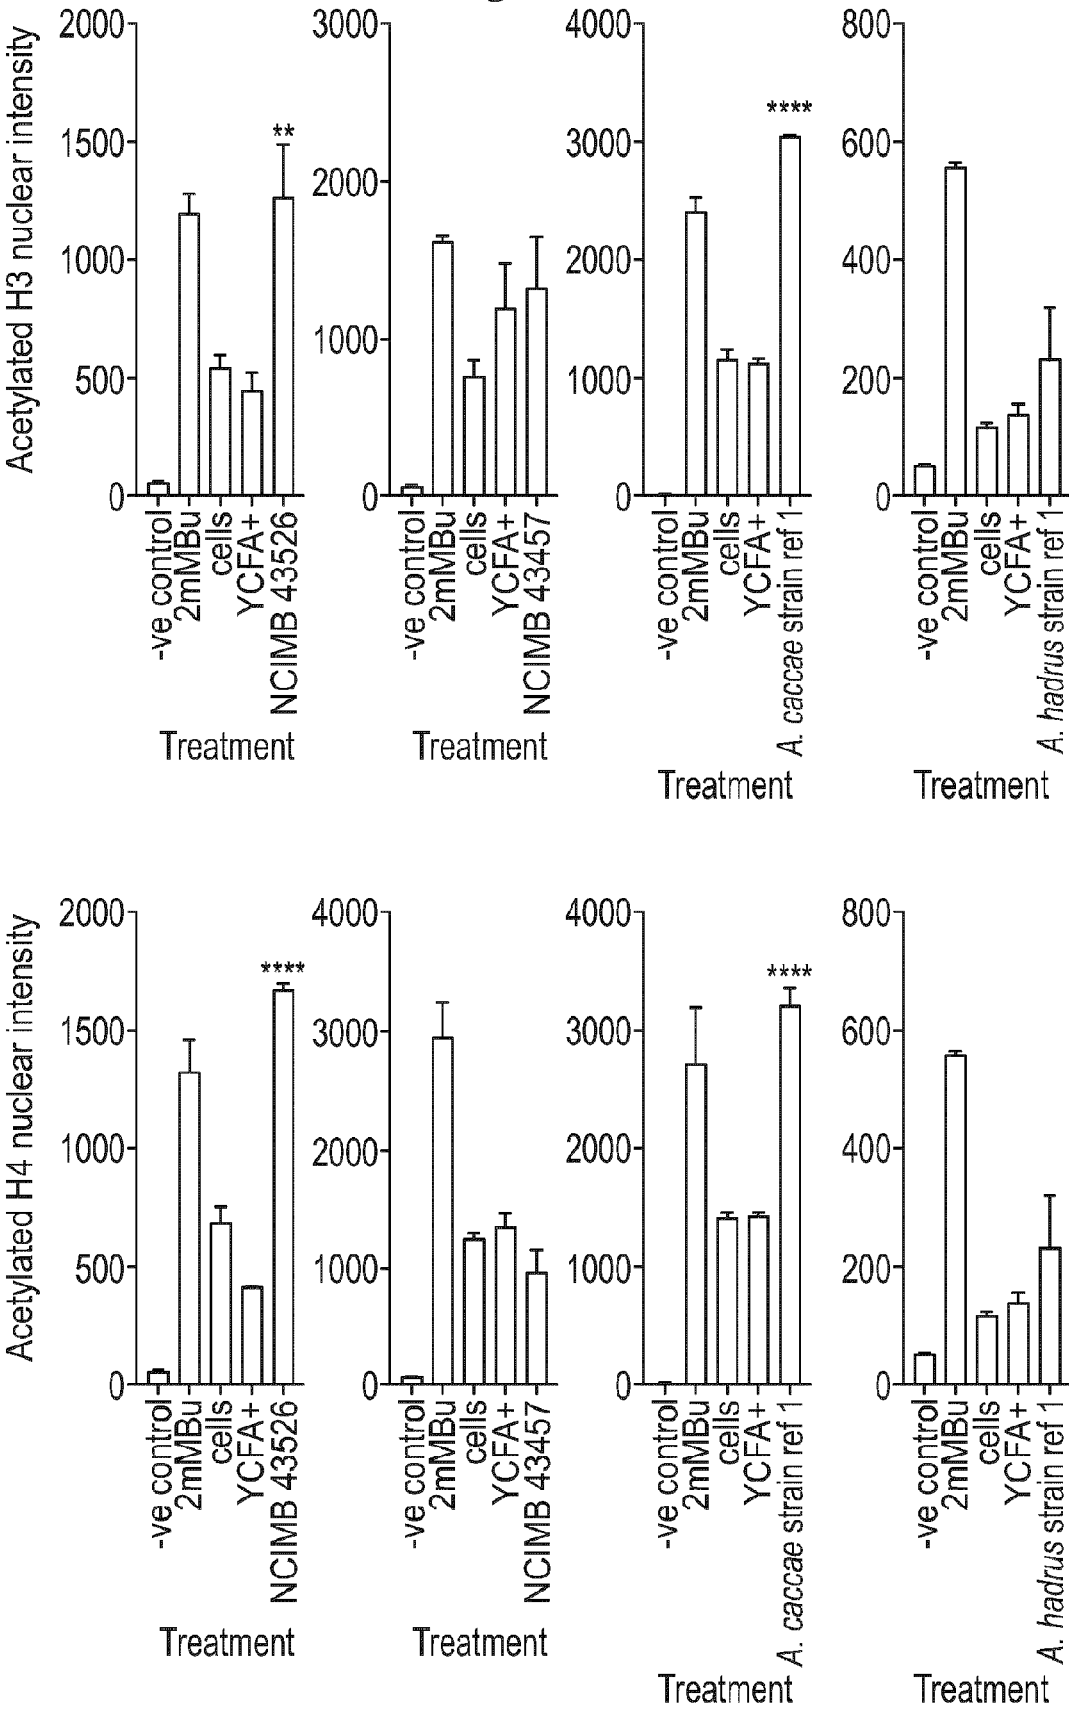 Acetylated H3 nuclear intensity
2000
1500
1000
500
0
**
-ve control
2mMBu
cells
YCFA+
NCIMB 43526
Treatment
3000
2000
1000
0
-ve control
2mMBu
cells
YCFA+
NCIMB 43457
Treatment
4000
3000
2000
1000
0
****
-ve control
2mMBu
cells
YCFA+
A. caccae strain ref 1
Treatment
800
600
400
200
0
-ve control
2mMBu
cells
YCFA+
A. hadrus strain ref 1
Treatment
Acetylated H4 nuclear intensity
2000
1500
1000
500
0
****
-ve control
2mMBu
cells
YCFA+
NCIMB 43526
Treatment
4000
3000
2000
1000
0
-ve control
2mMBu
cells
YCFA+
NCIMB 43457
Treatment
4000
3000
2000
1000
0
****
-ve control
2mMBu
cells
YCFA+
A. caccae strain ref 1
Treatment
800
600
400
200
0
-ve control
2mMBu
cells
YCFA+
A. hadrus strain ref 1
Treatment